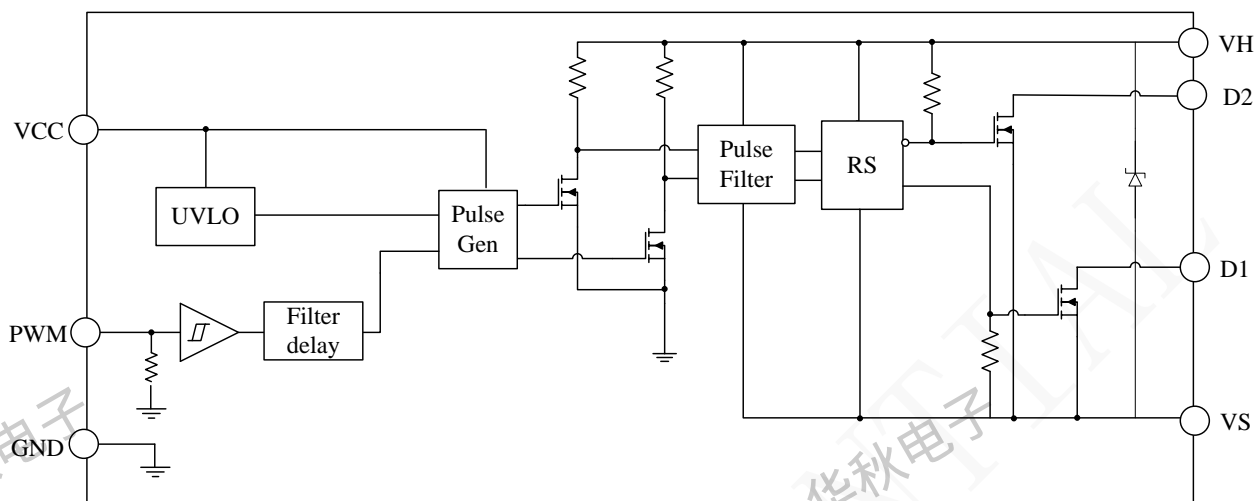 VH
D2
VCC
Pulse
Filter
RS
UVLO
Pulse
Gen
D1
PWM
Filter
delay
VS
GND
电子
华秋电子
NTIAL